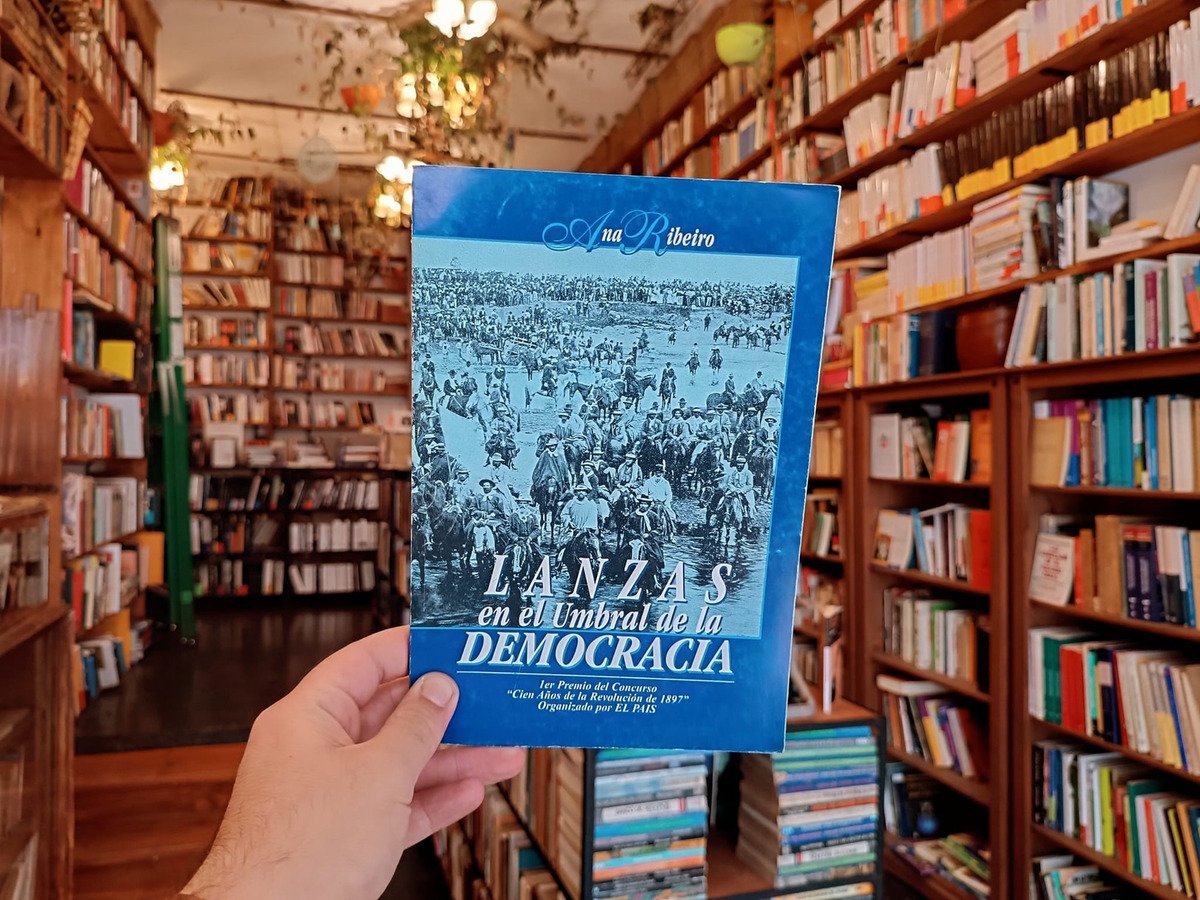 Ana Ribeiro
LANZAS
en el Umbral de la
DEMOCRACIA
1er Premio del Concurso
"Cien Años de la Revolución de 1897"
Organizado por EL PAIS